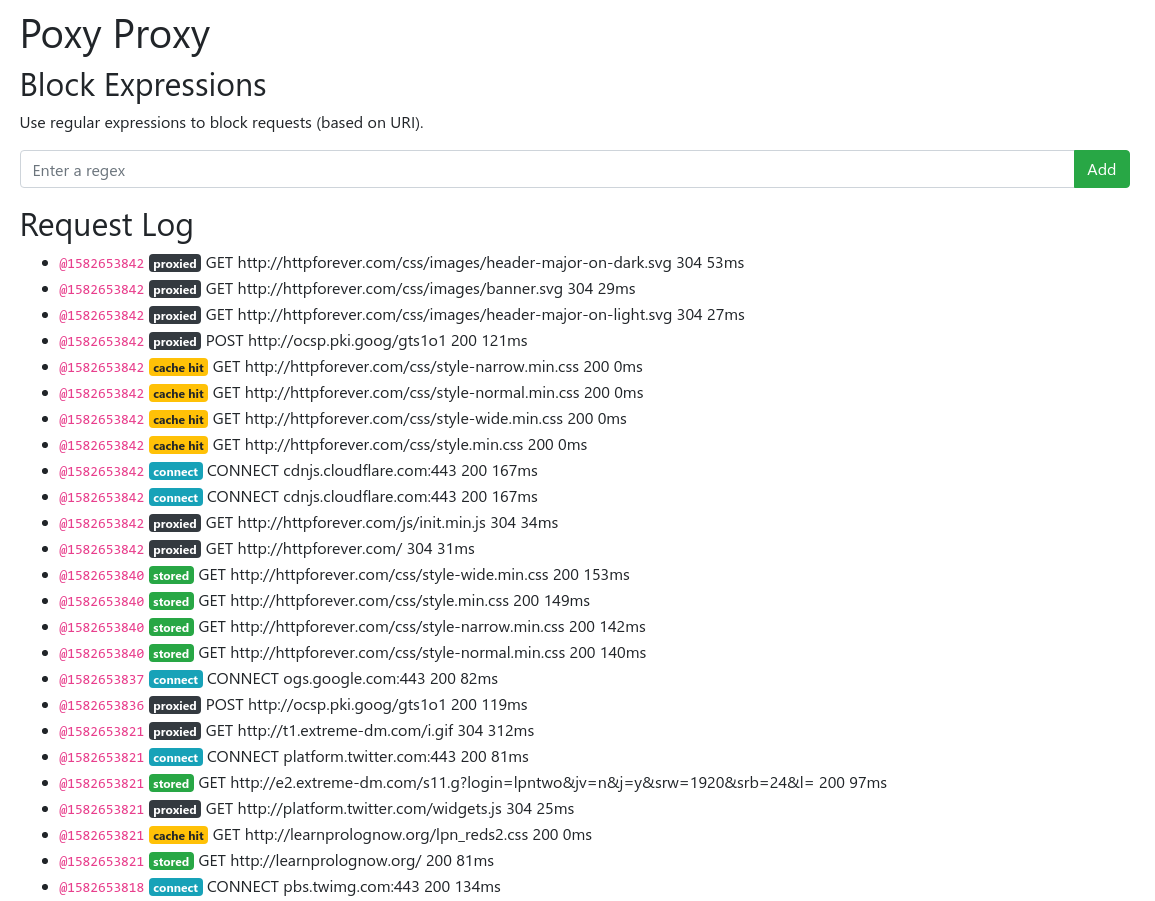 Poxy Proxy
Block Expressions
Use regular expressions to block requests (based on URI).
Enter a regex Add
Request Log
@1582653842 proxied GET http://httpforever.com/css/images/header-major-on-dark.svg 304 53ms
@1582653842 proxied GET http://httpforever.com/css/images/banner.svg 304 29ms
@1582653842 proxied GET http://httpforever.com/css/images/header-major-on-light.svg 304 27ms
@1582653842 proxied POST http://ocsp.pki.goog/gts1o1 200 121ms
@1582653842 cache hit GET http://httpforever.com/css/style-narrow.min.css 200 0ms
@1582653842 cache hit GET http://httpforever.com/css/style-normal.min.css 200 0ms
@1582653842 cache hit GET http://httpforever.com/css/style-wide.min.css 200 0ms
@1582653842 cache hit GET http://httpforever.com/css/style.min.css 200 0ms
@1582653842 connect CONNECT cdnjs.cloudflare.com:443 200 167ms
@1582653842 connect CONNECT cdnjs.cloudflare.com:443 200 167ms
@1582653842 proxied GET http://httpforever.com/js/init.min.js 304 34ms
@1582653842 proxied GET http://httpforever.com/ 304 31ms
@1582653840 stored GET http://httpforever.com/css/style-wide.min.css 200 153ms
@1582653840 stored GET http://httpforever.com/css/style.min.css 200 149ms
@1582653840 stored GET http://httpforever.com/css/style-narrow.min.css 200 142ms
@1582653840 stored GET http://httpforever.com/css/style-normal.min.css 200 140ms
@1582653837 connect CONNECT ogs.google.com:443 200 82ms
@1582653836 proxied POST http://ocsp.pki.goog/gts1o1 200 119ms
@1582653821 proxied GET http://t1.extreme-dm.com/i.gif 304 312ms
@1582653821 connect CONNECT platform.twitter.com:443 200 81ms
@1582653821 stored GET http://e2.extreme-dm.com/s11.g?login=lpntwo&jv=n&j=y&srw=1920&srb=24&l= 200 97ms
@1582653821 proxied GET http://platform.twitter.com/widgets.js 304 25ms
@1582653821 cache hit GET http://learnprolognow.org/lpn_reds2.css 200 0ms
@1582653821 stored GET http://learnprolognow.org/ 200 81ms
@1582653818 connect CONNECT pbs.twimg.com:443 200 134ms